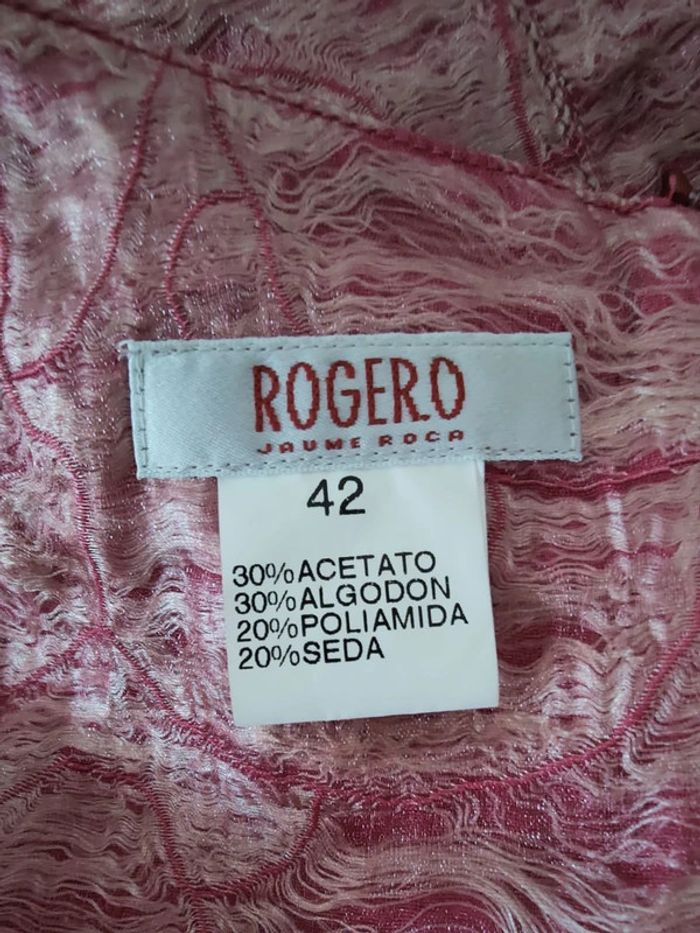 ROGER.O
JAUME ROCA
42
30%ACETATO
30%ALGODON
20%POLIAMIDA
20%SEDA